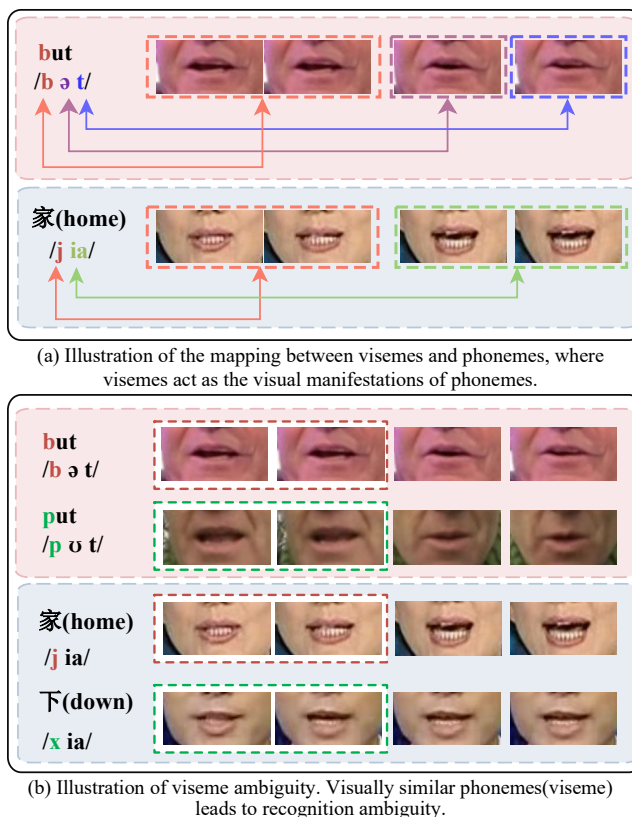 but
/b ə t/
家(home)
/j ia/
(a) Illustration of the mapping between visemes and phonemes, where
visemes act as the visual manifestations of phonemes.
but
/b ə t/
put
/p ʊ t/
家(home)
/j ia/
下(down)
/x ia/
(b) Illustration of viseme ambiguity. Visually similar phonemes(viseme)
leads to recognition ambiguity.